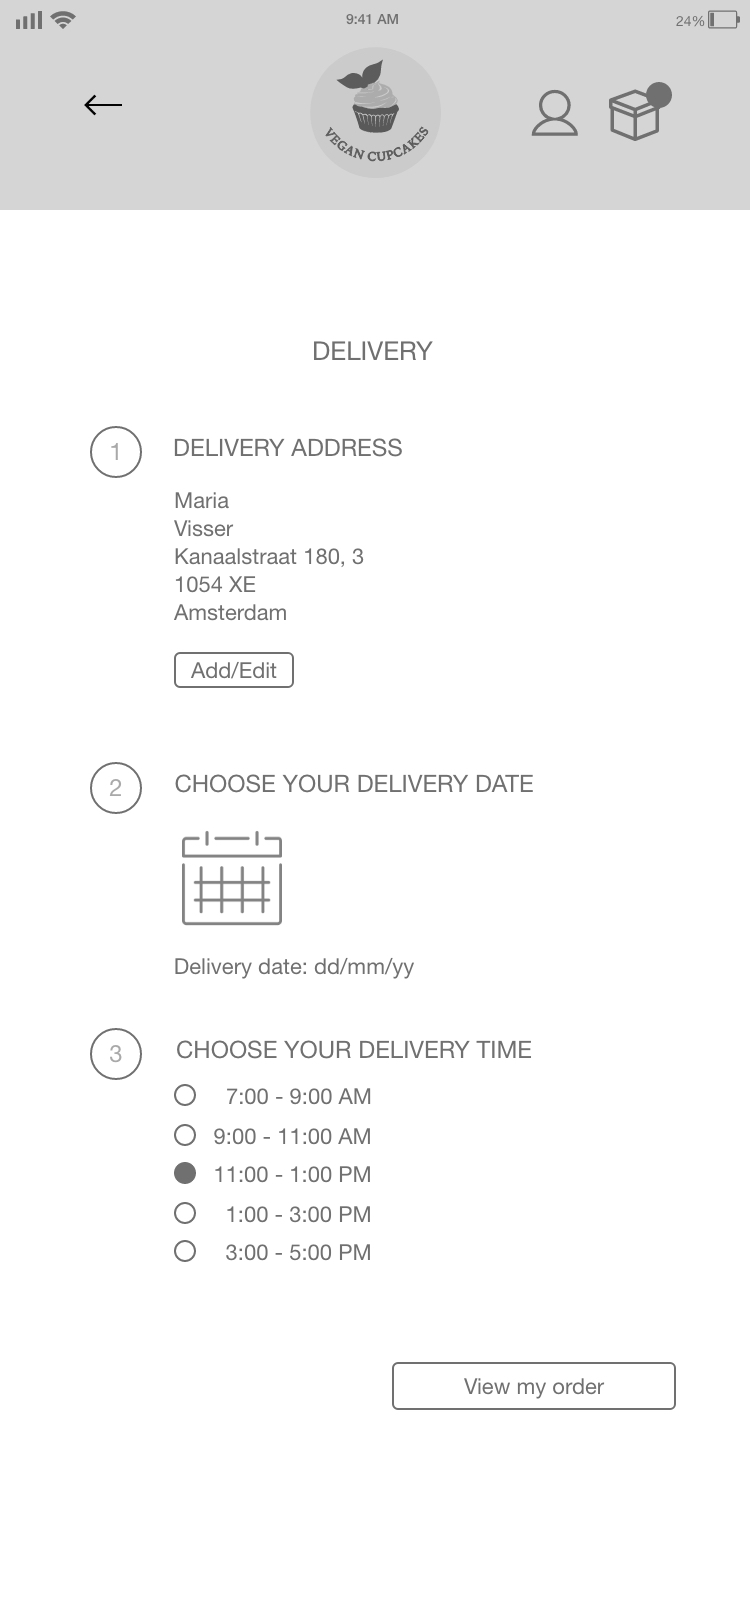 9:41 AM
24%
VEGAN CUPCAKES
DELIVERY
1
DELIVERY ADDRESS
Maria
Visser
Kanaalstraat 180, 3
1054 XE
Amsterdam
Add/Edit
2
CHOOSE YOUR DELIVERY DATE
Delivery date: dd/mm/yy
3
CHOOSE YOUR DELIVERY TIME
7:00 - 9:00 AM
9:00 - 11:00 AM
11:00 - 1:00 PM
1:00 - 3:00 PM
3:00 - 5:00 PM
View my order